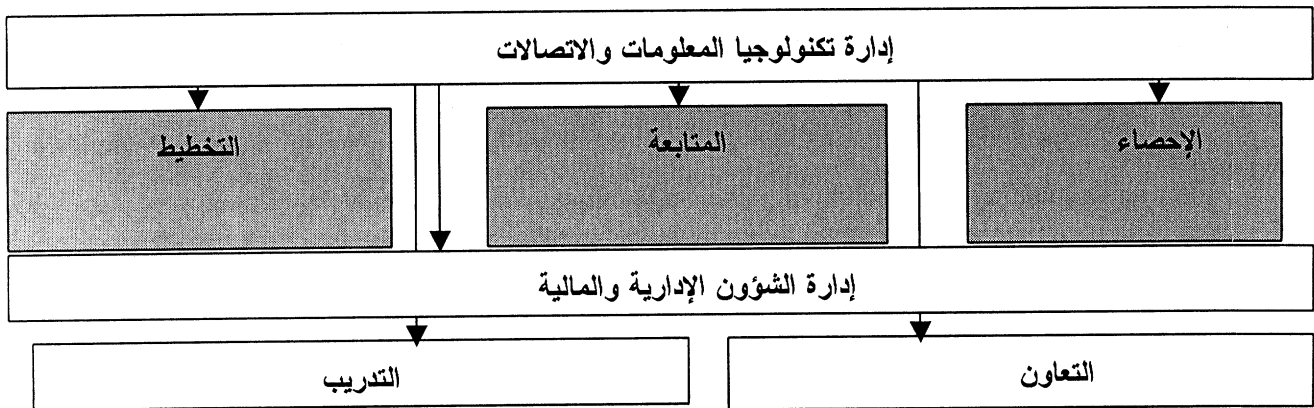 إدارة تكنولوجيا المعلومات والاتصالات
الإحصاء
المتابعة
التخطيط
إدارة الشؤون الإدارية والمالية
التعاون
التدريب